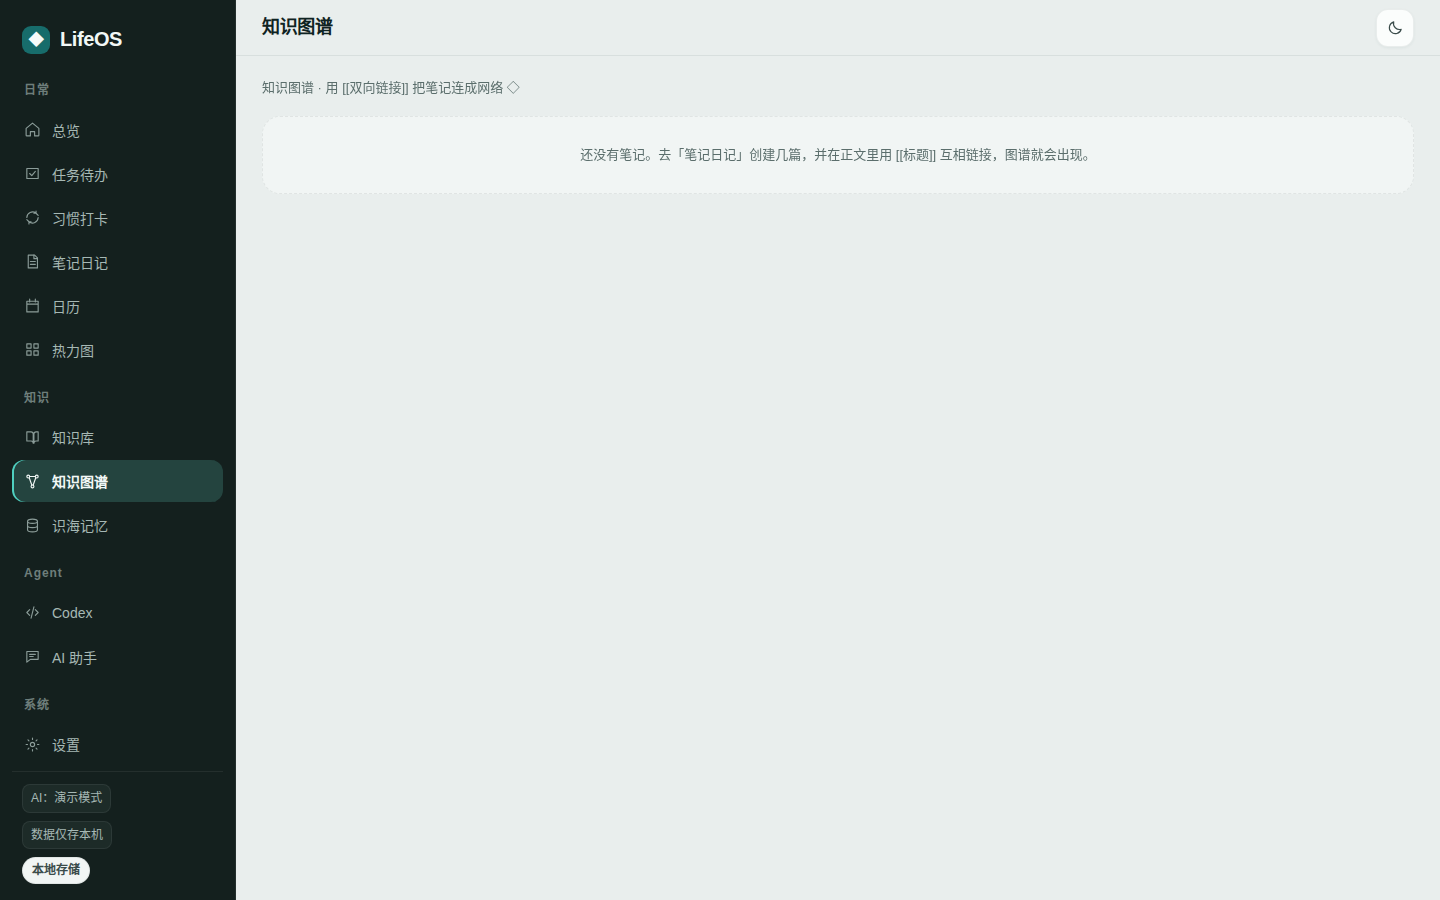 LifeOS
日常
总览
任务待办
习惯打卡
笔记日记
日历
热力图
知识
知识库
知识图谱
识海记忆
Agent
Codex
AI 助手
系统
设置
AI：演示模式
数据仅存本机
本地存储
知识图谱
知识图谱 · 用 [[双向链接]] 把笔记连成网络 ◇
还没有笔记。去「笔记日记」创建几篇，并在正文里用 [[标题]] 互相链接，图谱就会出现。